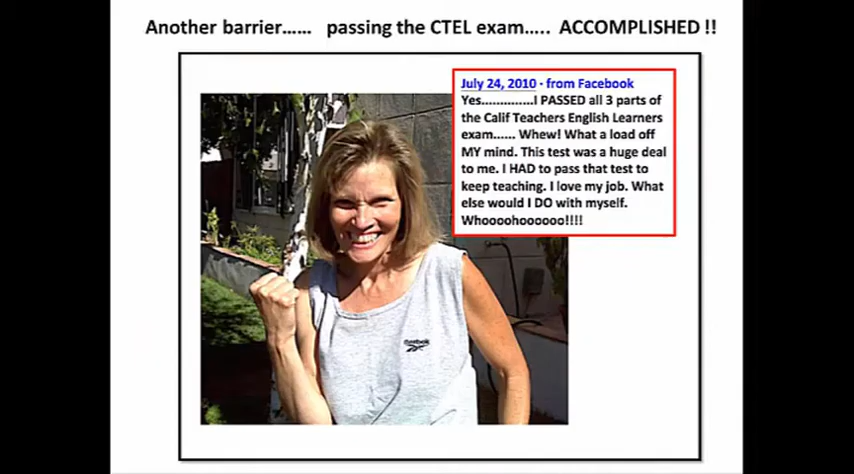 Another barrier...... passing the CTEL exam..... ACCOMPLISHED !!
July 24, 2010 · from Facebook
Yes..............I PASSED all 3 parts of
the Calif Teachers English Learners
exam...... Whew! What a load off
MY mind. This test was a huge deal
to me. I HAD to pass that test to
keep teaching. I love my job. What
else would I DO with myself.
Whoooohoooooo!!!!
Reebok